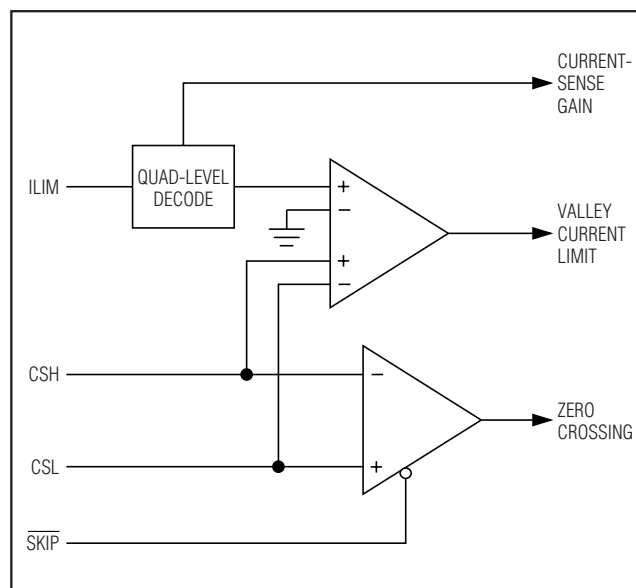 CURRENT-
SENSE
GAIN
ILIM
QUAD-LEVEL
DECODE
+
−
+
−
VALLEY
CURRENT
LIMIT
CSH
−
ZERO
CROSSING
CSL
+
SKIP